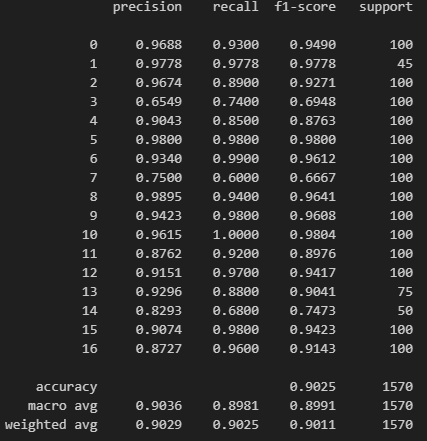 precision recall f1-score support
0 0.9688 0.9300 0.9490 100
1 0.9778 0.9778 0.9778 45
2 0.9674 0.8900 0.9271 100
3 0.6549 0.7400 0.6948 100
4 0.9043 0.8500 0.8763 100
5 0.9800 0.9800 0.9800 100
6 0.9340 0.9900 0.9612 100
7 0.7500 0.6000 0.6667 100
8 0.9895 0.9400 0.9641 100
9 0.9423 0.9800 0.9608 100
10 0.9615 1.0000 0.9804 100
11 0.8762 0.9200 0.8976 100
12 0.9151 0.9700 0.9417 100
13 0.9296 0.8800 0.9041 75
14 0.8293 0.6800 0.7473 50
15 0.9074 0.9800 0.9423 100
16 0.8727 0.9600 0.9143 100
accuracy 0.9025 1570
macro avg 0.9036 0.8981 0.8991 1570
weighted avg 0.9029 0.9025 0.9011 1570